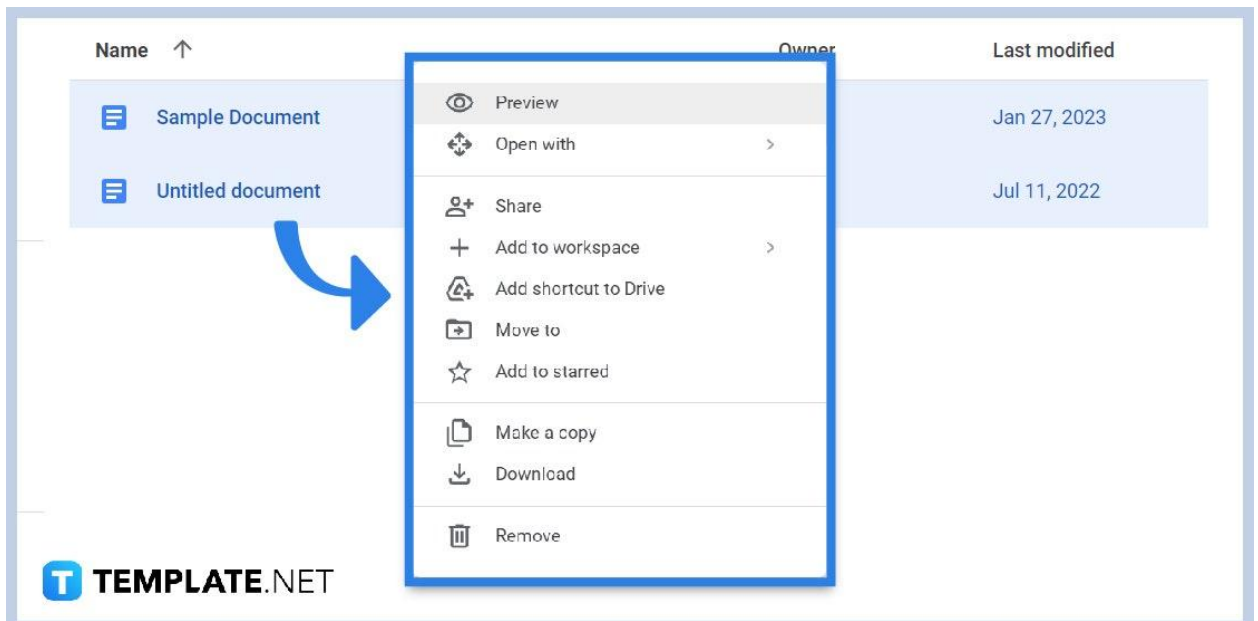 Name Owner Last modified
Preview
Sample Document Jan 27, 2023
Open with
Untitled document Jul 11, 2022
Share
Add to workspace
Add shortcut to Drive
Move to
Add to starred
Make a copy
Download
Remove
T TEMPLATE.NET